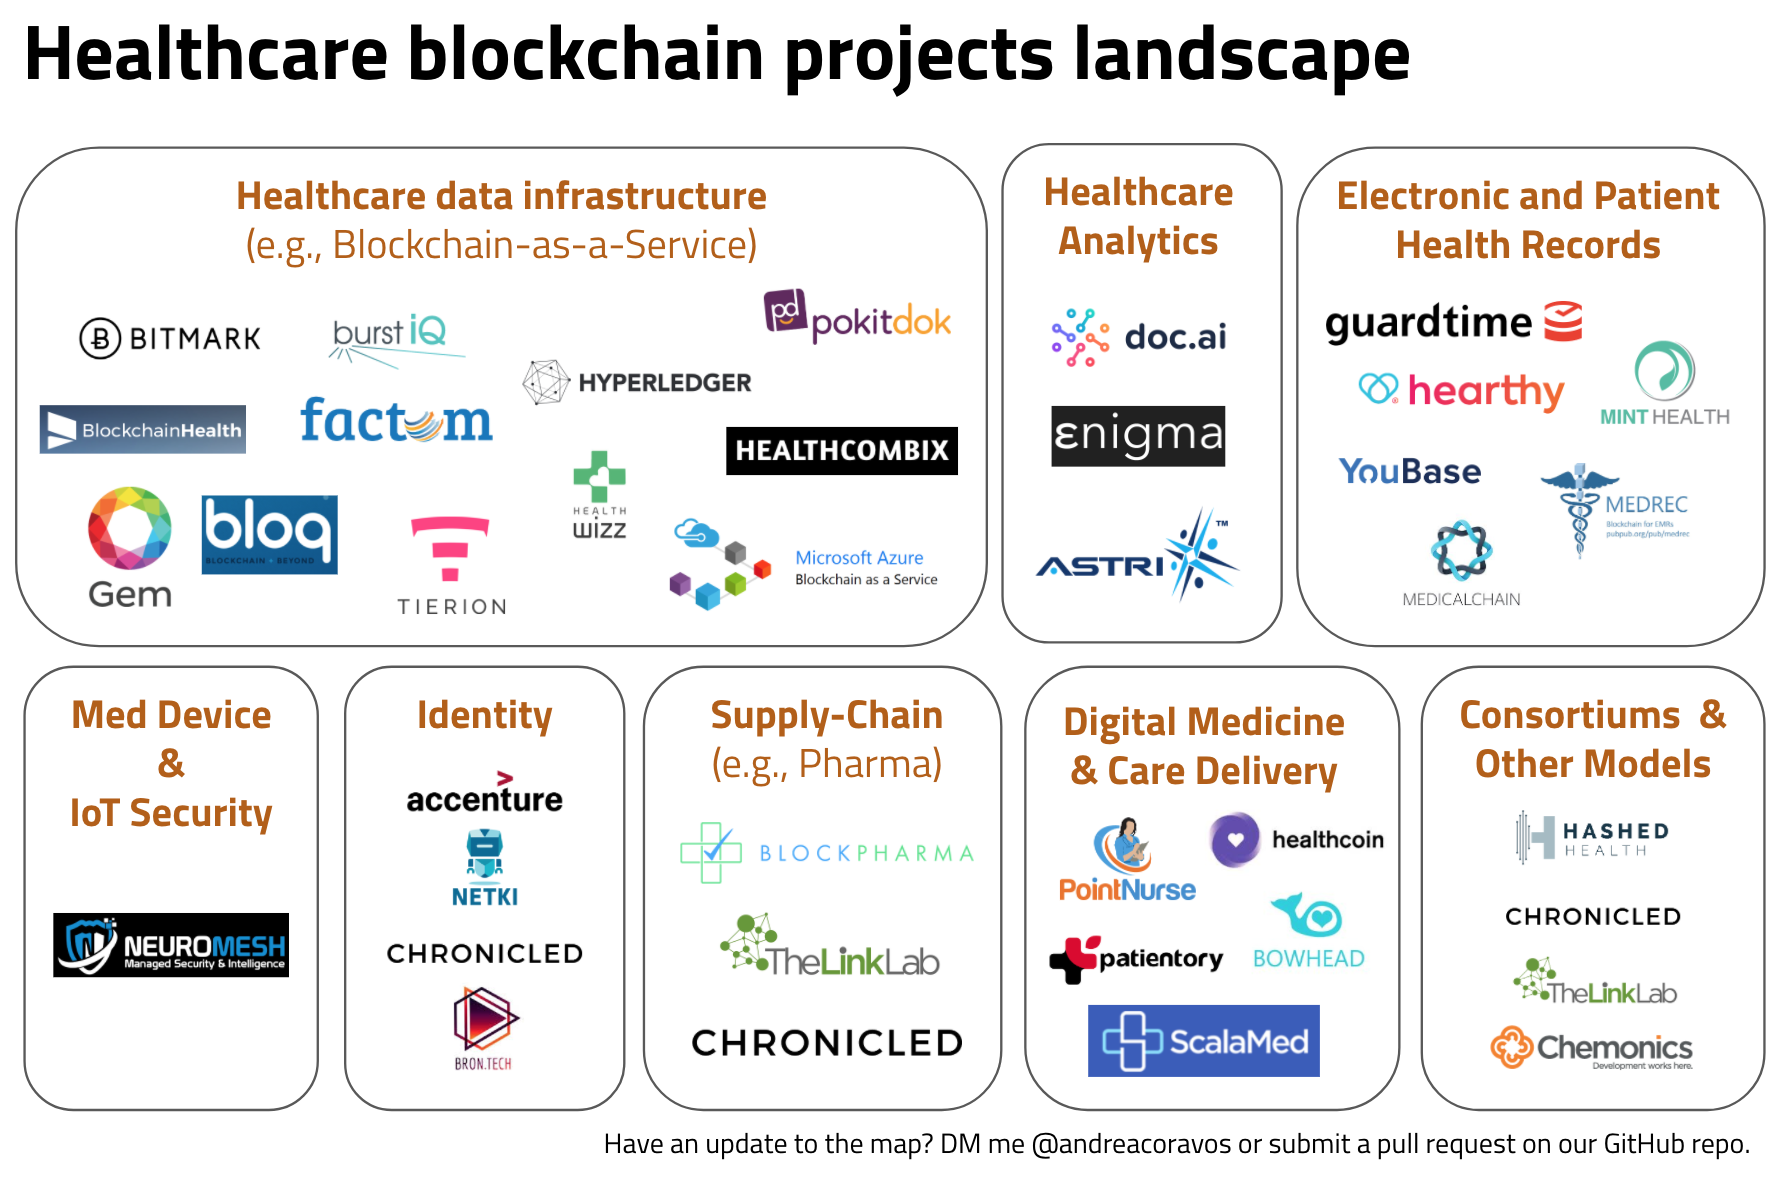 Healthcare blockchain projects landscape
Healthcare data infrastructure
(e.g., Blockchain-as-a-Service)
BITMARK
burst iQ
pd
pokitdok
HYPERLEDGER
BlockchainHealth
factom
HEALTHCOMBIX
HEALTH
wizz
Gem
bloq
BLOCKCHAIN + BEYOND
TIERION
Microsoft Azure
Blockchain as a Service
Healthcare
Analytics
doc.ai
enigma
ASTRI™
Electronic and Patient
Health Records
guardtime
hearthy
MINT HEALTH
YouBase
MEDREC
Blockchain for EMRs
pubpub.org/pub/medrec
MEDICALCHAIN
Med Device
&
IoT Security
NEUROMESH
Managed Security & Intelligence
Identity
accenture
NETKI
CHRONICLED
BRON.TECH
Supply-Chain
(e.g., Pharma)
BLOCKPHARMA
TheLinkLab
CHRONICLED
Digital Medicine
& Care Delivery
PointNurse
healthcoin
patientory
BOWHEAD
ScalaMed
Consortiums &
Other Models
HASHED
HEALTH
CHRONICLED
TheLinkLab
Chemonics
Development works here.
Have an update to the map? DM me @andreacoravos or submit a pull request on our GitHub repo.